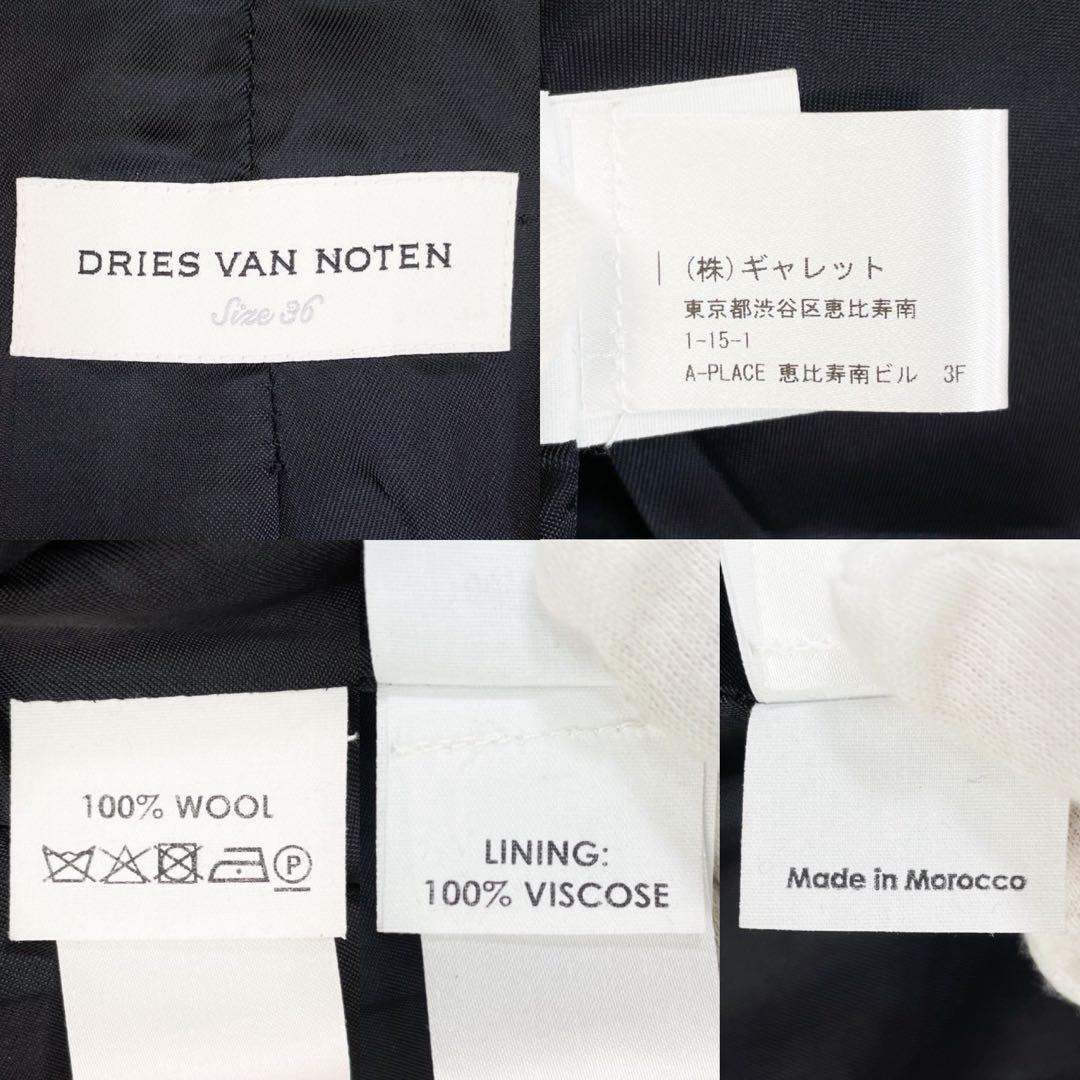 DRIES VAN NOTEN
Size 36
(株)ギャレット
東京都渋谷区恵比寿南
1-15-1
A-PLACE 恵比寿南ビル 3F
100% WOOL
P
LINING:
100% VISCOSE
Made in Morocco